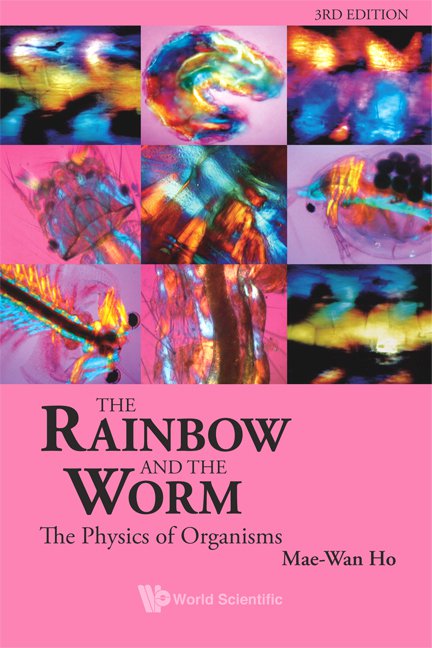 3RD EDITION
THE
RAINBOW
AND THE
WORM
The Physics of Organisms
Mae-Wan Ho
World Scientific